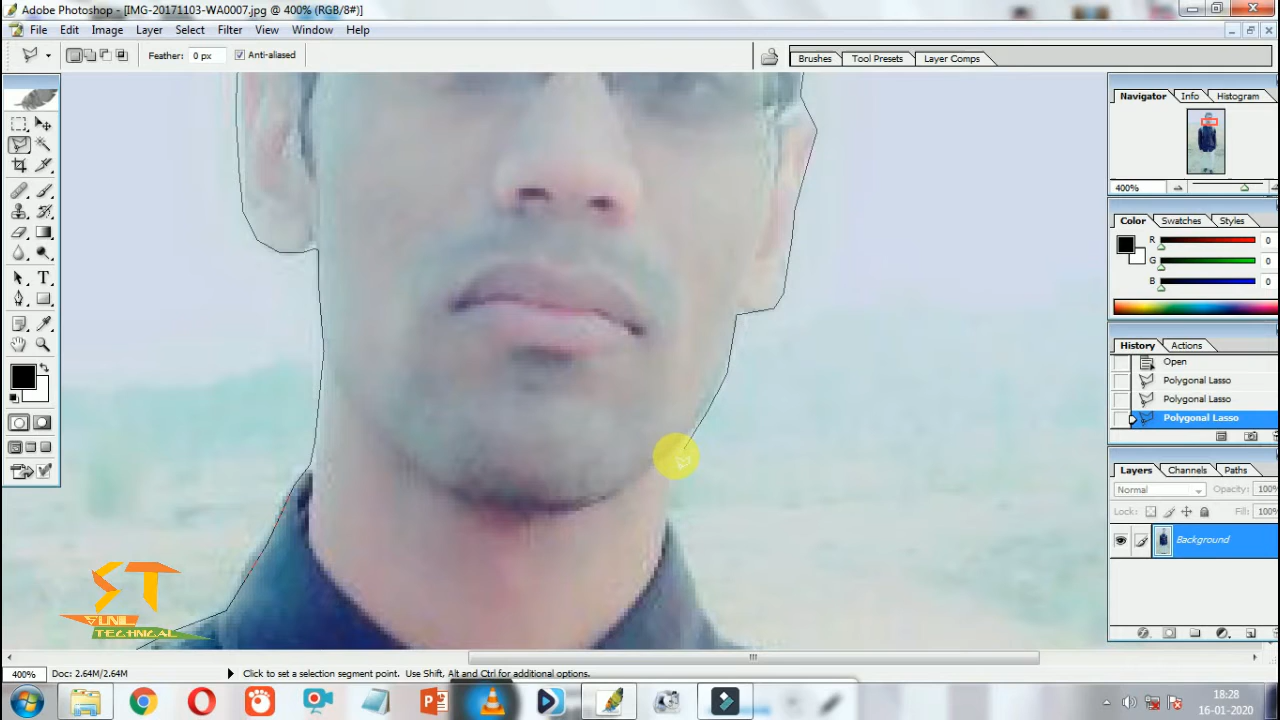 Adobe Photoshop - [IMG-20171103-WA0007.jpg @ 400% (RGB/8#)]
File Edit Image Layer Select Filter View Window Help
Feather: 0 px Anti-aliased
Brushes Tool Presets Layer Comps
Navigator Info Histogram
400%
Color Swatches Styles
R 0
G 0
B 0
History Actions
Open
Polygonal Lasso
Polygonal Lasso
Polygonal Lasso
Layers Channels Paths
Normal Opacity: 100%
Lock: Fill: 100%
Background
ST
SUNIL
TECHNICAL
400% Doc: 2.64M/2.64M Click to set a selection segment point. Use Shift, Alt and Ctrl for additional options.
18:28
16-01-2020